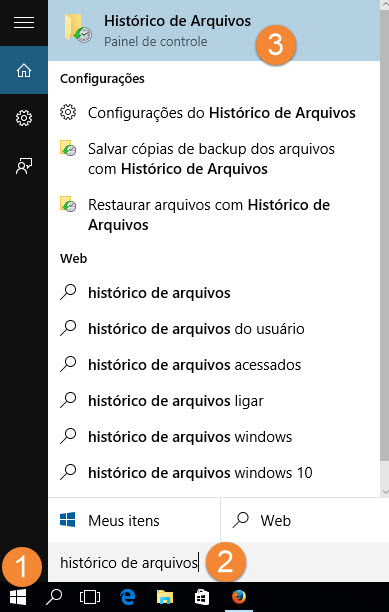 Histórico de Arquivos
Painel de controle
3
Configurações
Configurações do Histórico de Arquivos
Salvar cópias de backup dos arquivos
com Histórico de Arquivos
Restaurar arquivos com Histórico de
Arquivos
Web
histórico de arquivos
histórico de arquivos do usuário
histórico de arquivos acessados
histórico de arquivos ligar
histórico de arquivos windows
histórico de arquivos windows 10
Meus itens
Web
histórico de arquivos
2
1